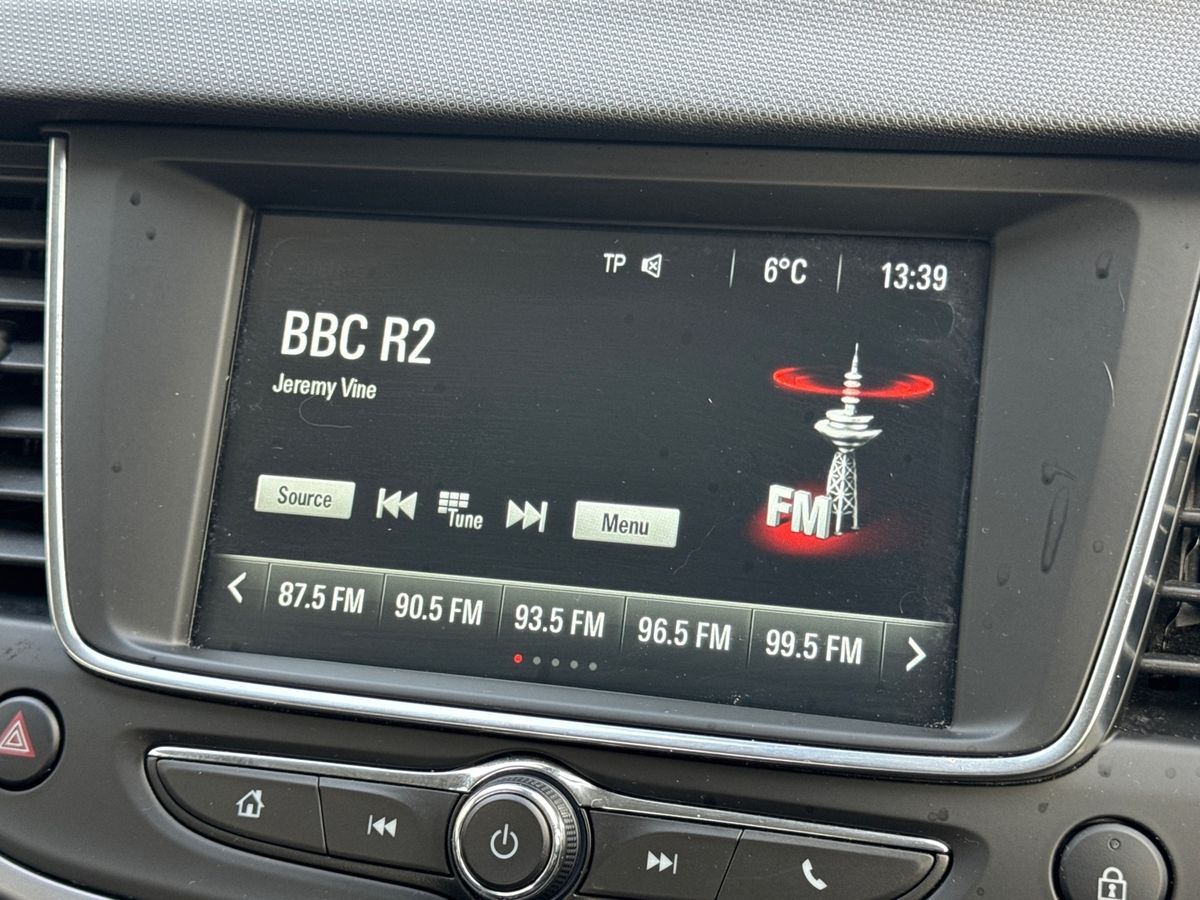 TP 6°C 13:39
BBC R2
Jeremy Vine
Source Tune Menu
FM
87.5 FM 90.5 FM 93.5 FM 96.5 FM 99.5 FM